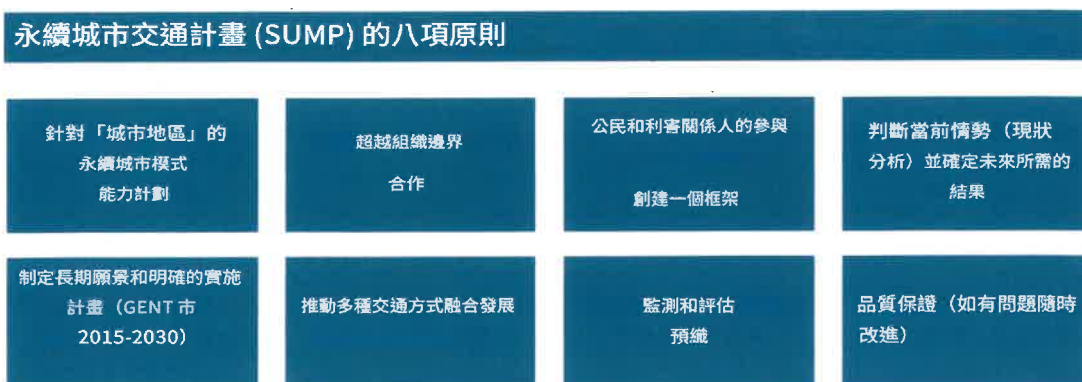 永續城市交通計畫 (SUMP) 的八項原則
針對「城市地區」的
永續城市模式
能力計劃
超越組織邊界
合作
公民和利害關係人的參與
創建一個框架
判斷當前情勢（現狀
分析）並確定未來所需的
結果
制定長期願景和明確的實施
計畫（GENT 市
2015-2030）
推動多種交通方式融合發展
監測和評估
預織
品質保證（如有問題隨時
改進）